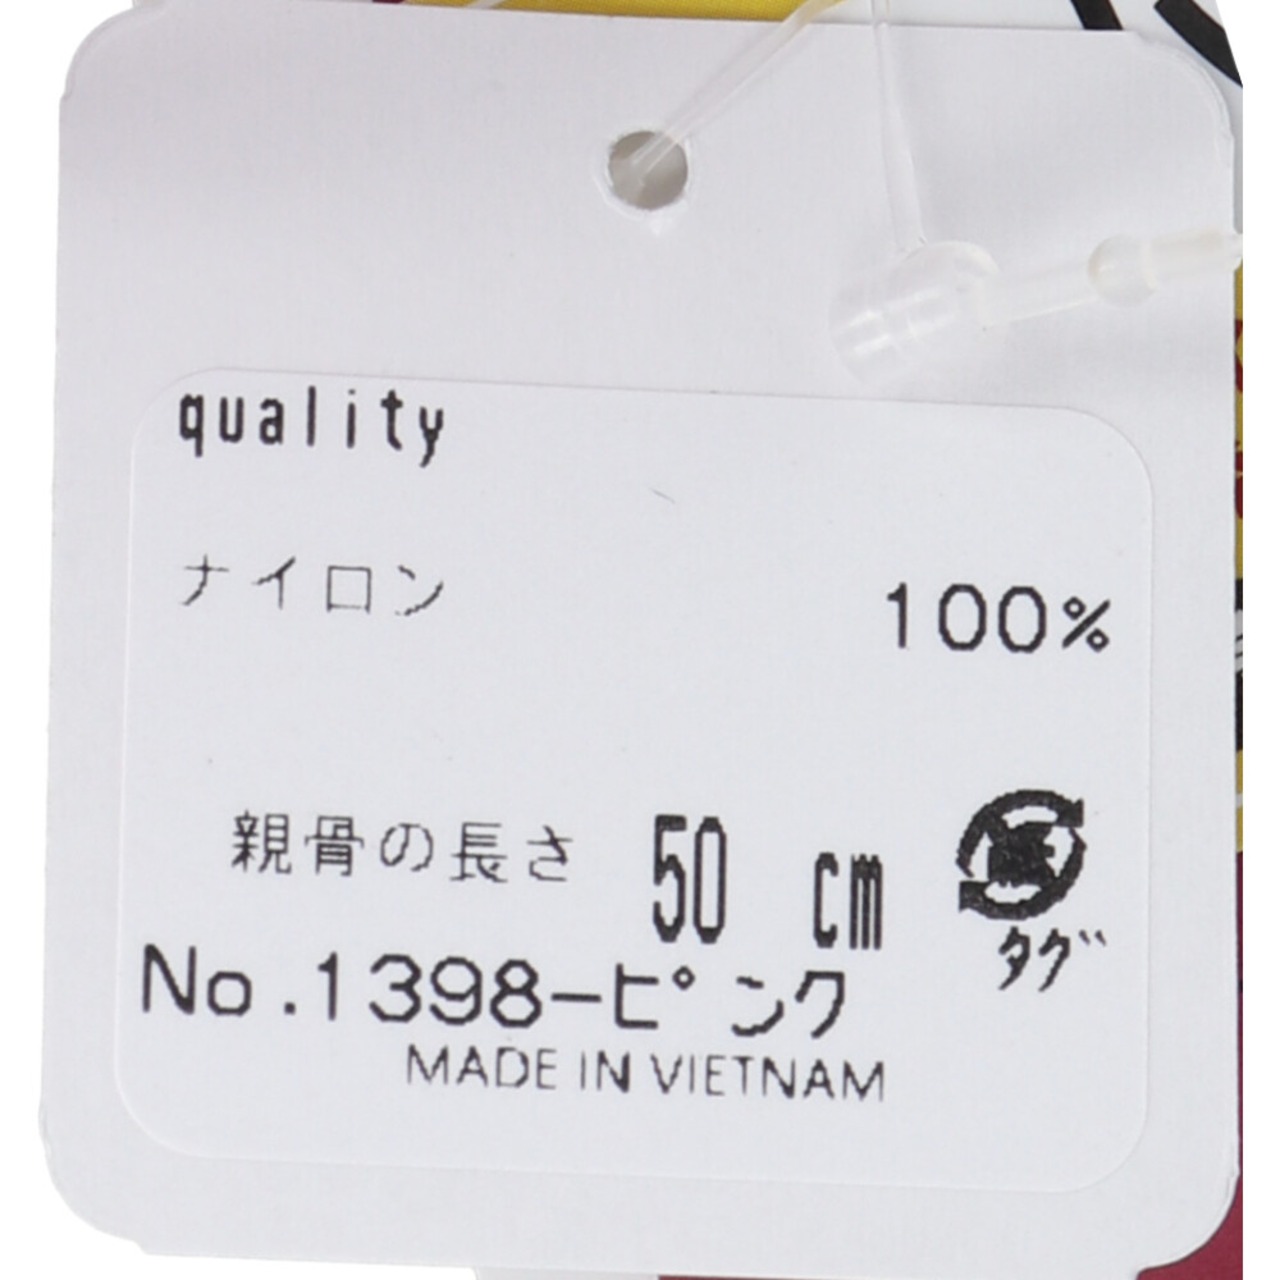 quality
ナイロン 100%
親骨の長さ 50 cm
タグ
No.1398-ピンク
MADE IN VIETNAM